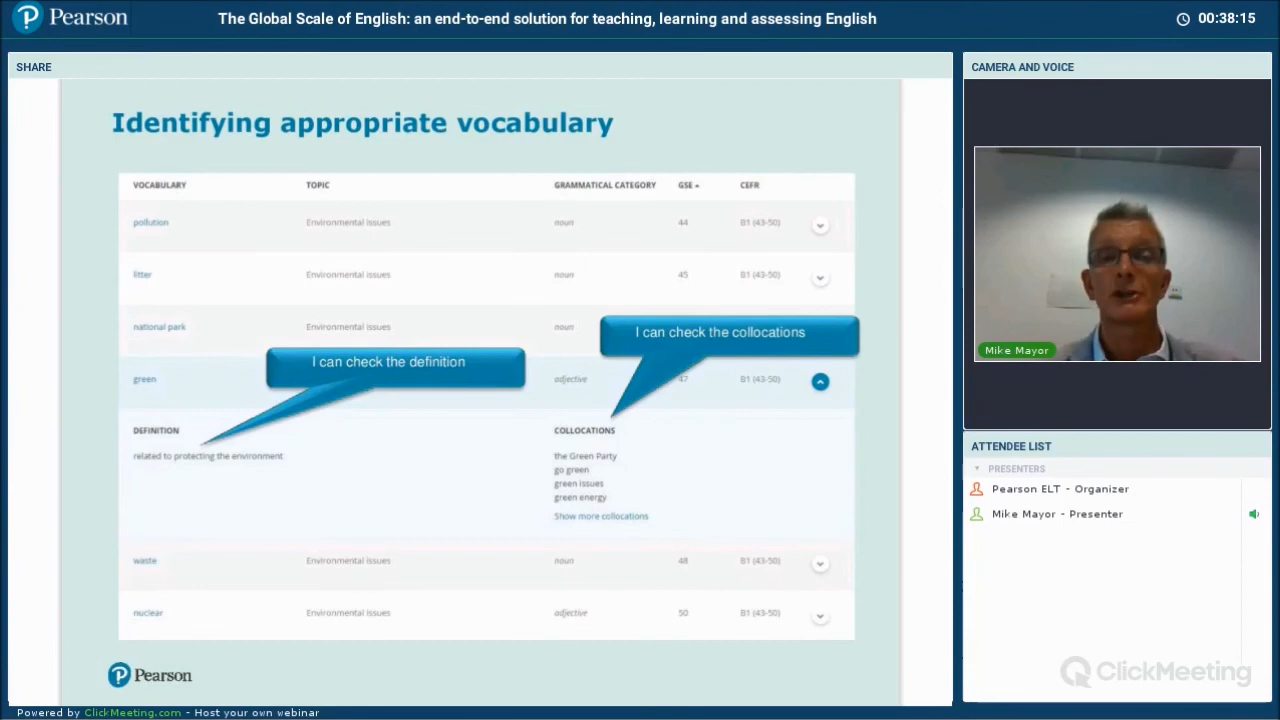 Pearson
The Global Scale of English: an end-to-end solution for teaching, learning and assessing English
00:38:15
SHARE
Identifying appropriate vocabulary
VOCABULARY TOPIC GRAMMATICAL CATEGORY GSE CEFR
pollution Environmental issues noun 44 B1 (43-50)
litter Environmental issues noun 45 B1 (43-50)
national park Environmental issues noun
I can check the collocations
I can check the definition
green adjective 47 B1 (43-50)
DEFINITION
related to protecting the environment
COLLOCATIONS
the Green Party
go green
green issues
green energy
Show more collocations
waste Environmental issues noun 48 B1 (43-50)
nuclear Environmental issues adjective 50 B1 (43-50)
Pearson
CAMERA AND VOICE
Mike Mayor
ATTENDEE LIST
PRESENTERS
Pearson ELT - Organizer
Mike Mayor - Presenter
ClickMeeting
Powered by ClickMeeting.com - Host your own webinar